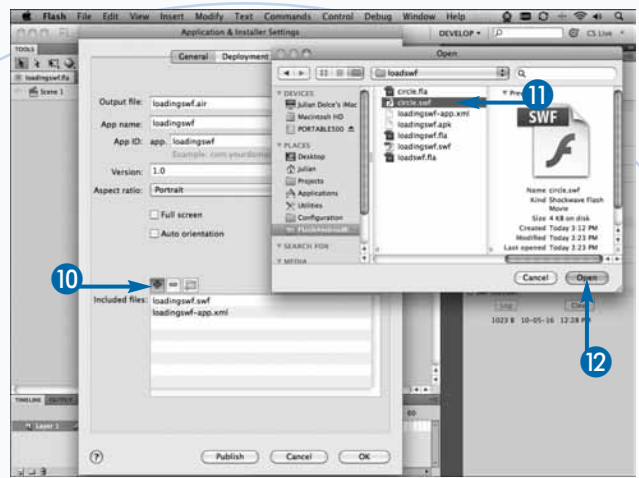 Flash File Edit View Insert Modify Text Commands Control Debug Window Help
Application & Installer Settings
DEVELOP
CS Live
TOOLS
loadingswf.fla
Scene 1
General Deployment
Output file: loadingswf.air
App name: loadingswf
App ID: app. loadingswf
Example: com.yourdoma
Version: 1.0
Aspect ratio: Portrait
Full screen
Auto orientation
10
Included files: loadingswf.swf
loadingswf-app.xml
Publish Cancel OK
TIMELINE OUTPUT
Layer 1
60
Open
loadswf
DEVICES
Julian Dolce's iMac
Macintosh HD
PORTABLE500
PLACES
Desktop
Julian
Projects
Applications
Utilities
Configuration
SEARCH FOR
MEDIA
circle.fla
circle.swf
loadingswf-app.xml
loadingswf.apk
loadingswf.fla
loadingswf.swf
loadswf.fla
11
SWF
Name circle.swf
Kind Shockwave Flash Movie
Size 4 KB on disk
Created Today 3:12 PM
Modified Today 3:23 PM
Last opened Today 3:23 PM
Cancel Open
12
Log Clear
1023 B 10-05-16 12:28 PM